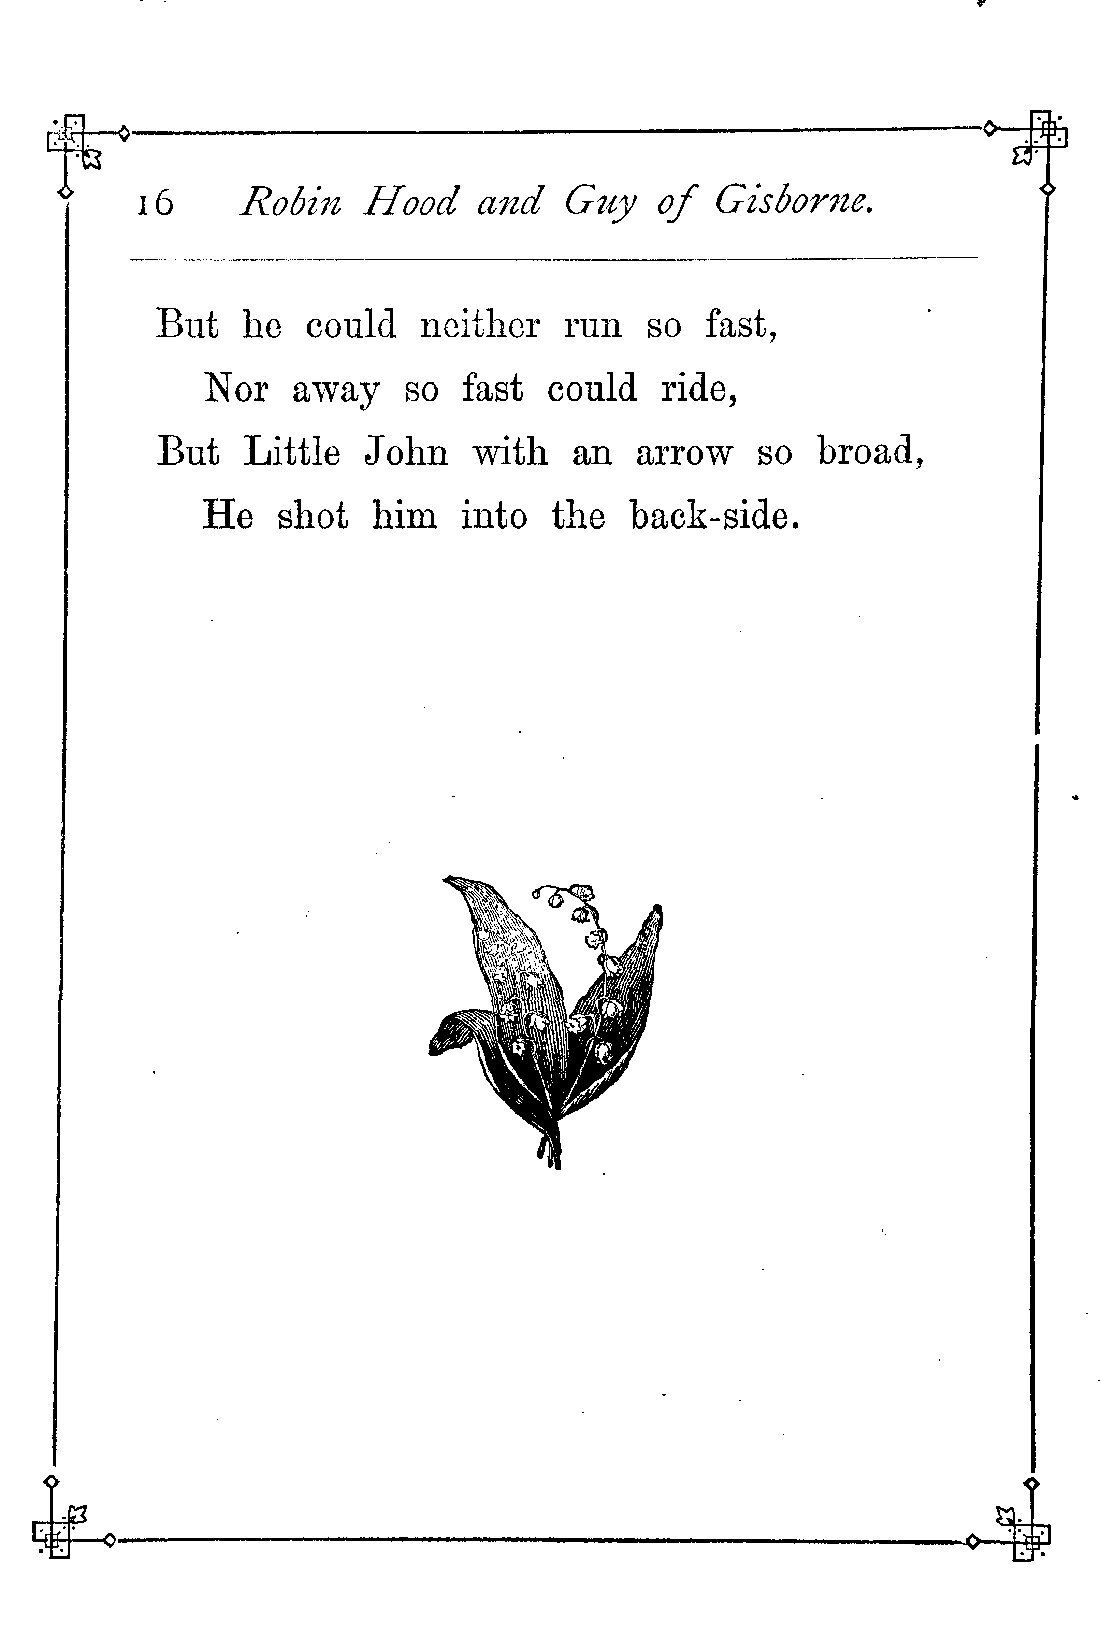 16 Robin Hood and Guy of Gisborne.
But he could neither run so fast,
Nor away so fast could ride,
But Little John with an arrow so broad,
He shot him into the back-side.